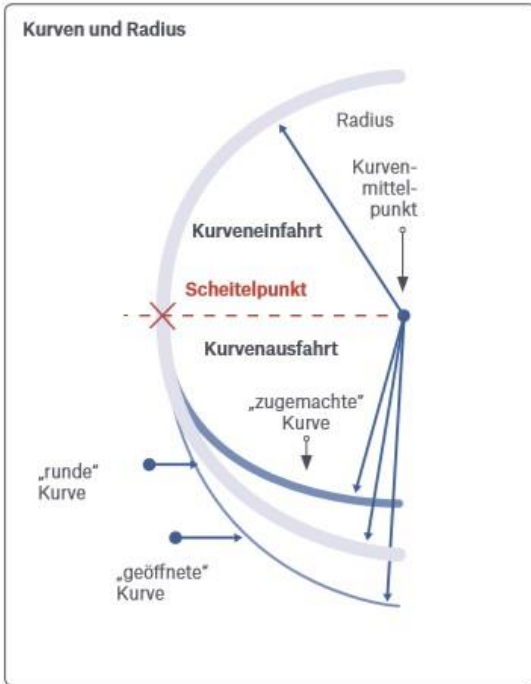 Kurven und Radius
Radius
Kurven-
mittel-
punkt
Kurveneinfahrt
Scheitelpunkt
Kurvenausfahrt
„zugemachte“
Kurve
„runde“
Kurve
„geöffnete“
Kurve